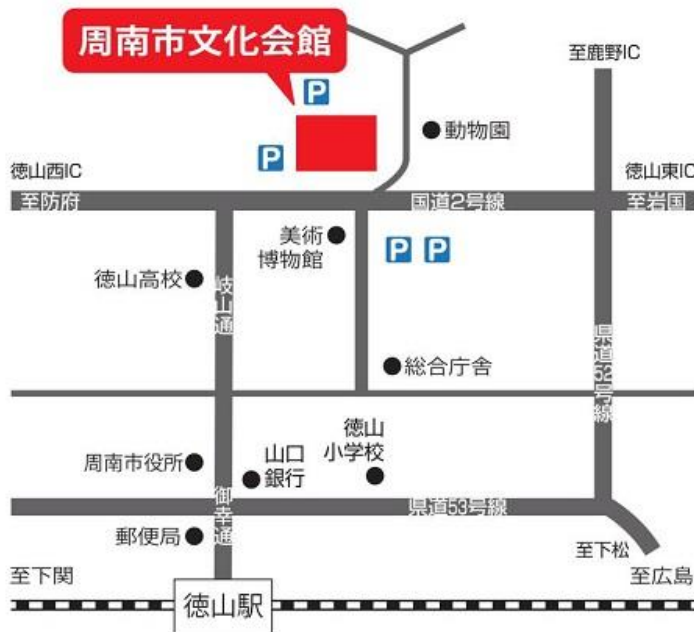 周南市文化会館
至鹿野IC
P
動物園
P
徳山西IC
徳山東IC
至防府
国道2号線
至岩国
美術
博物館
P P
徳山高校
岐山通
県道52号線
総合庁舎
徳山
小学校
山口
銀行
周南市役所
御幸通
県道53号線
郵便局
至下松
至下関
至広島
徳山駅